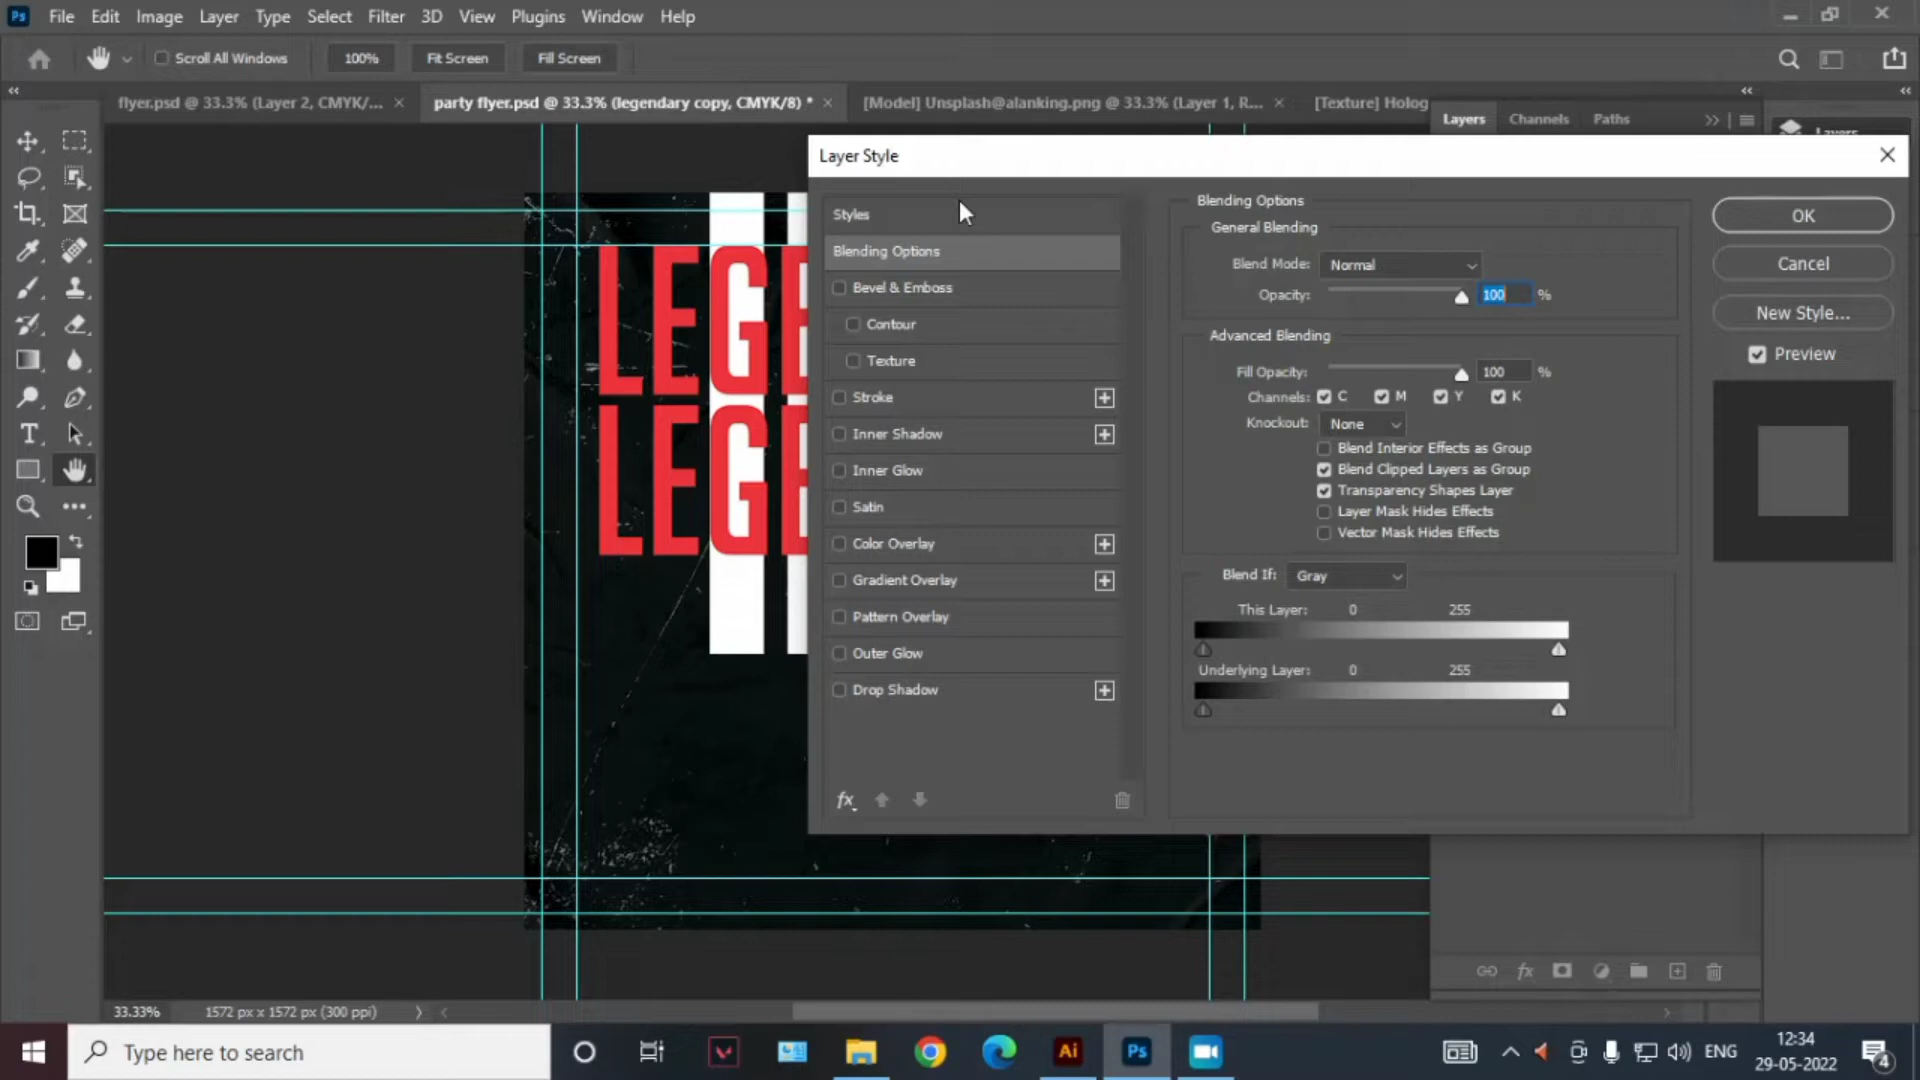 Ps File Edit Image Layer Type Select Filter 3D View Plugins Window Help
Scroll All Windows 100% Fit Screen Fill Screen
flyer.psd @ 33.3% (Layer 2, CMYK/... × party flyer.psd @ 33.3% (legendary copy, CMYK/8) * × [Model] Unsplash@alanking.png @ 33.3% (Layer 1, R... × [Texture] Holog
Layers Channels Paths
Layers
Layer Style
Styles
Blending Options
Bevel & Emboss
Contour
Texture
Stroke
Inner Shadow
Inner Glow
Satin
Color Overlay
Gradient Overlay
Pattern Overlay
Outer Glow
Drop Shadow
fx
Blending Options
General Blending
Blend Mode: Normal
Opacity: 100 %
Advanced Blending
Fill Opacity: 100 %
Channels: C M Y K
Knockout: None
Blend Interior Effects as Group
Blend Clipped Layers as Group
Transparency Shapes Layer
Layer Mask Hides Effects
Vector Mask Hides Effects
Blend If: Gray
This Layer: 0 255
Underlying Layer: 0 255
OK
Cancel
New Style...
Preview
LEGE
LEGE
T
fx
33.33% 1572 px x 1572 px (300 ppi)
Type here to search
Ai Ps
ENG
12:34
29-05-2022
4